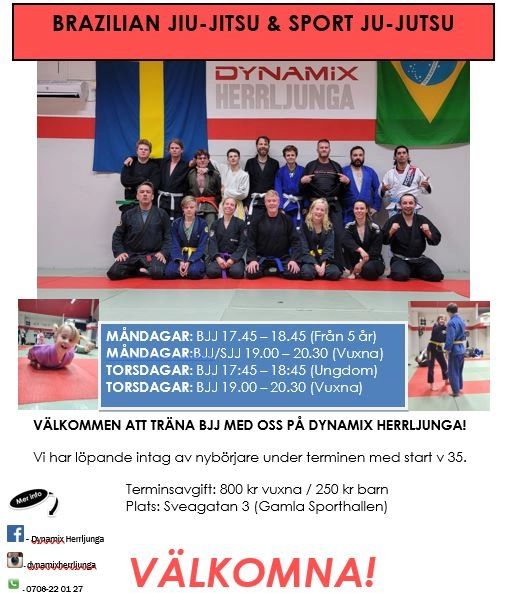 BRAZILIAN JIU-JITSU & SPORT JU-JUTSU
DYNAMIX
HERRLJUNGA
MÅNDAGAR: BJJ 17.45 – 18.45 (Från 5 år)
MÅNDAGAR:BJJ/SJJ 19.00 – 20.30 (Vuxna)
TORSDAGAR: BJJ 17:45 – 18:45 (Ungdom)
TORSDAGAR: BJJ 19.00 – 20.30 (Vuxna)
VÄLKOMMEN ATT TRÄNA BJJ MED OSS PÅ DYNAMIX HERRLJUNGA!
Vi har löpande intag av nybörjare under terminen med start v 35.
Terminsavgift: 800 kr vuxna / 250 kr barn
Plats: Sveagatan 3 (Gamla Sporthallen)
Mer info
- Dynamix Herrljunga
- dynamixherrljunga
- 0708-22 01 27
VÄLKOMNA!